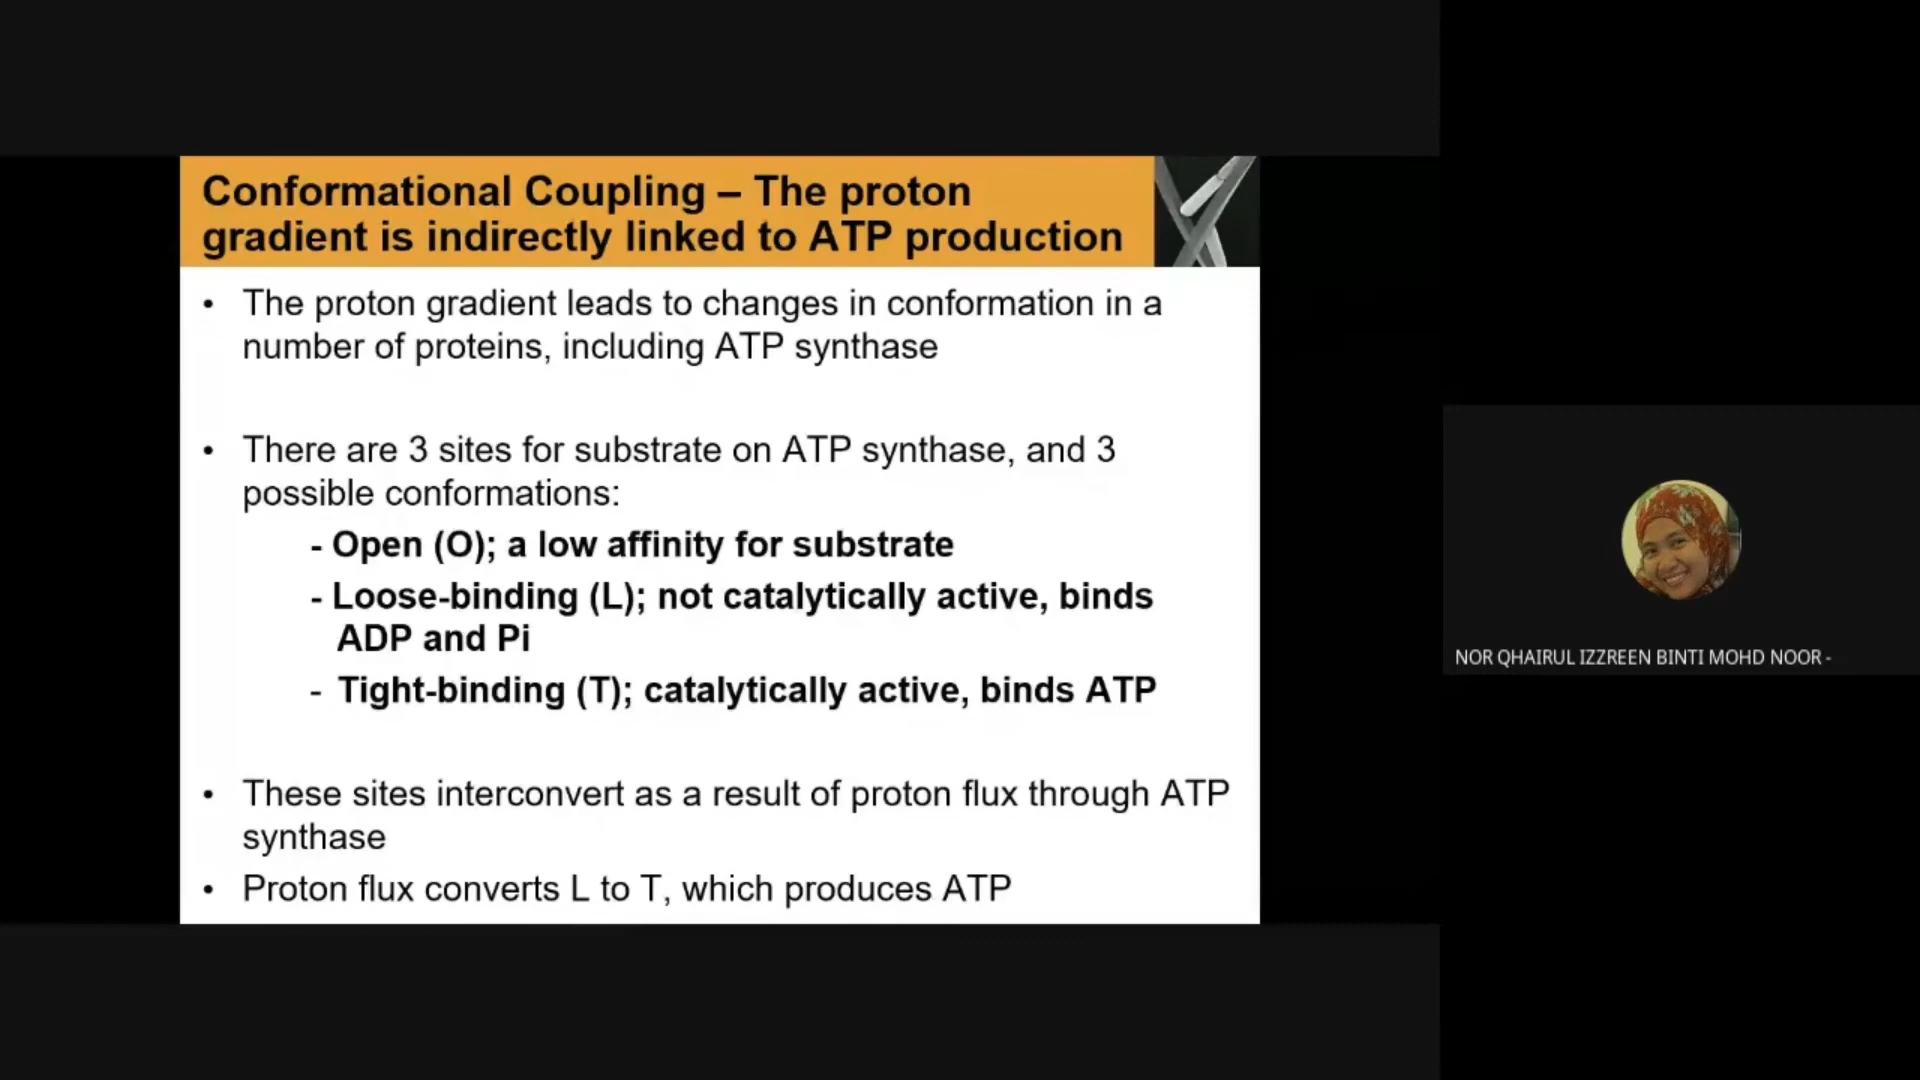 Conformational Coupling – The proton
gradient is indirectly linked to ATP production
• The proton gradient leads to changes in conformation in a
number of proteins, including ATP synthase
• There are 3 sites for substrate on ATP synthase, and 3
possible conformations:
- Open (O); a low affinity for substrate
- Loose-binding (L); not catalytically active, binds
ADP and Pi
- Tight-binding (T); catalytically active, binds ATP
• These sites interconvert as a result of proton flux through ATP
synthase
• Proton flux converts L to T, which produces ATP
NOR QHAIRUL IZZREEN BINTI MOHD NOOR -